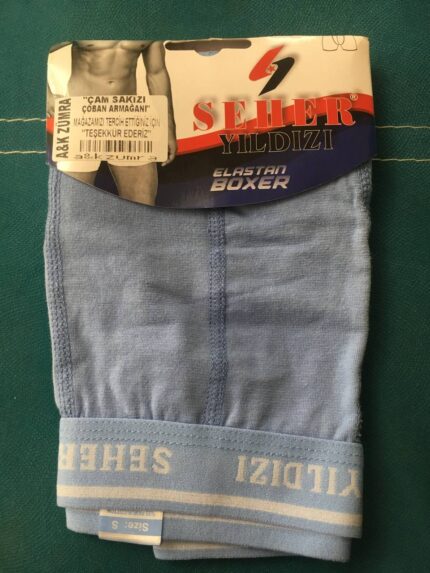 A&K ZUMRA
"ÇAM SAKIZI
ÇOBAN ARMAĞANI"
MAĞAZAMIZI TERCİH ETTİĞİNİZ İÇİN
"TEŞEKKÜR EDERİZ"
a&k zumra
SEHER®
YILDIZI
ELASTAN
BOXER
SEHER YILDIZI
Size: S